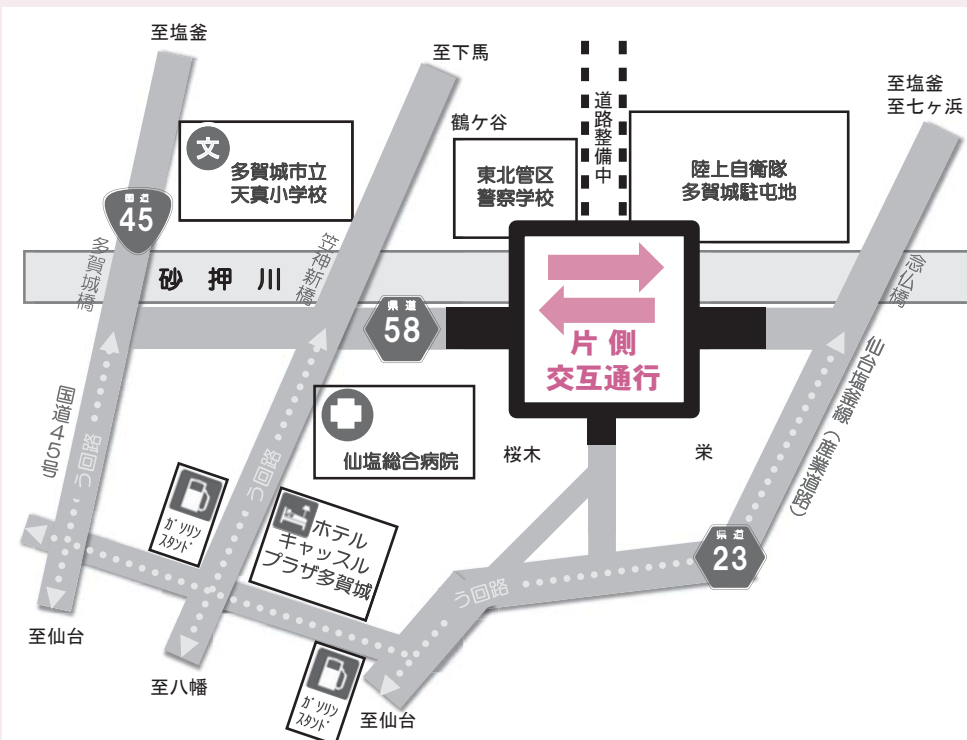 至塩釜
至下馬
至塩釜
至七ヶ浜
道路整備中
鶴ケ谷
文
多賀城市立
天真小学校
東北管区
警察学校
陸上自衛隊
多賀城駐屯地
国道
45
多賀城橋
砂押川
笠神新橋
念仏橋
県道
58
片側
交互通行
仙台塩釜線（産業道路）
国道45号
う回路
う回路
仙塩総合病院
桜木
栄
ガソリン
スタンド
ホテル
キャッスル
プラザ多賀城
県道
23
う回路
至仙台
至八幡
ガソリン
スタンド
至仙台